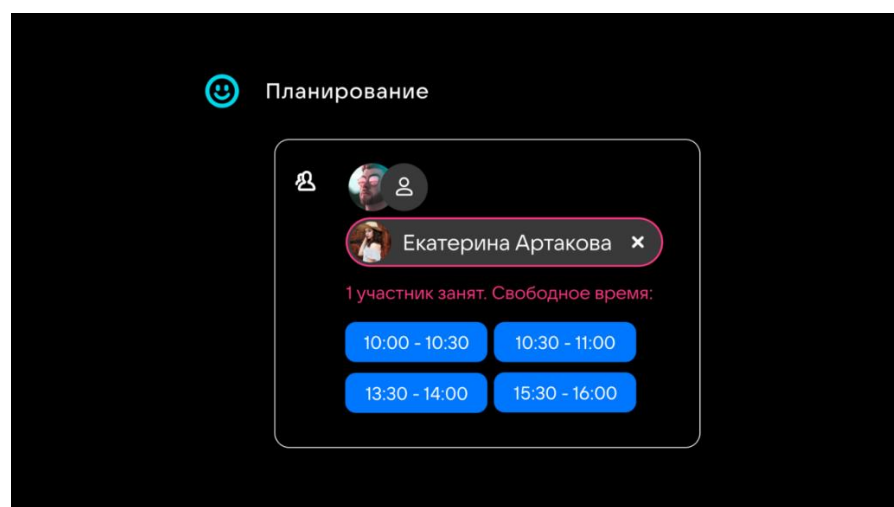 Планирование
Екатерина Артакова
1 участник занят. Свободное время:
10:00 - 10:30 10:30 - 11:00
13:30 - 14:00 15:30 - 16:00